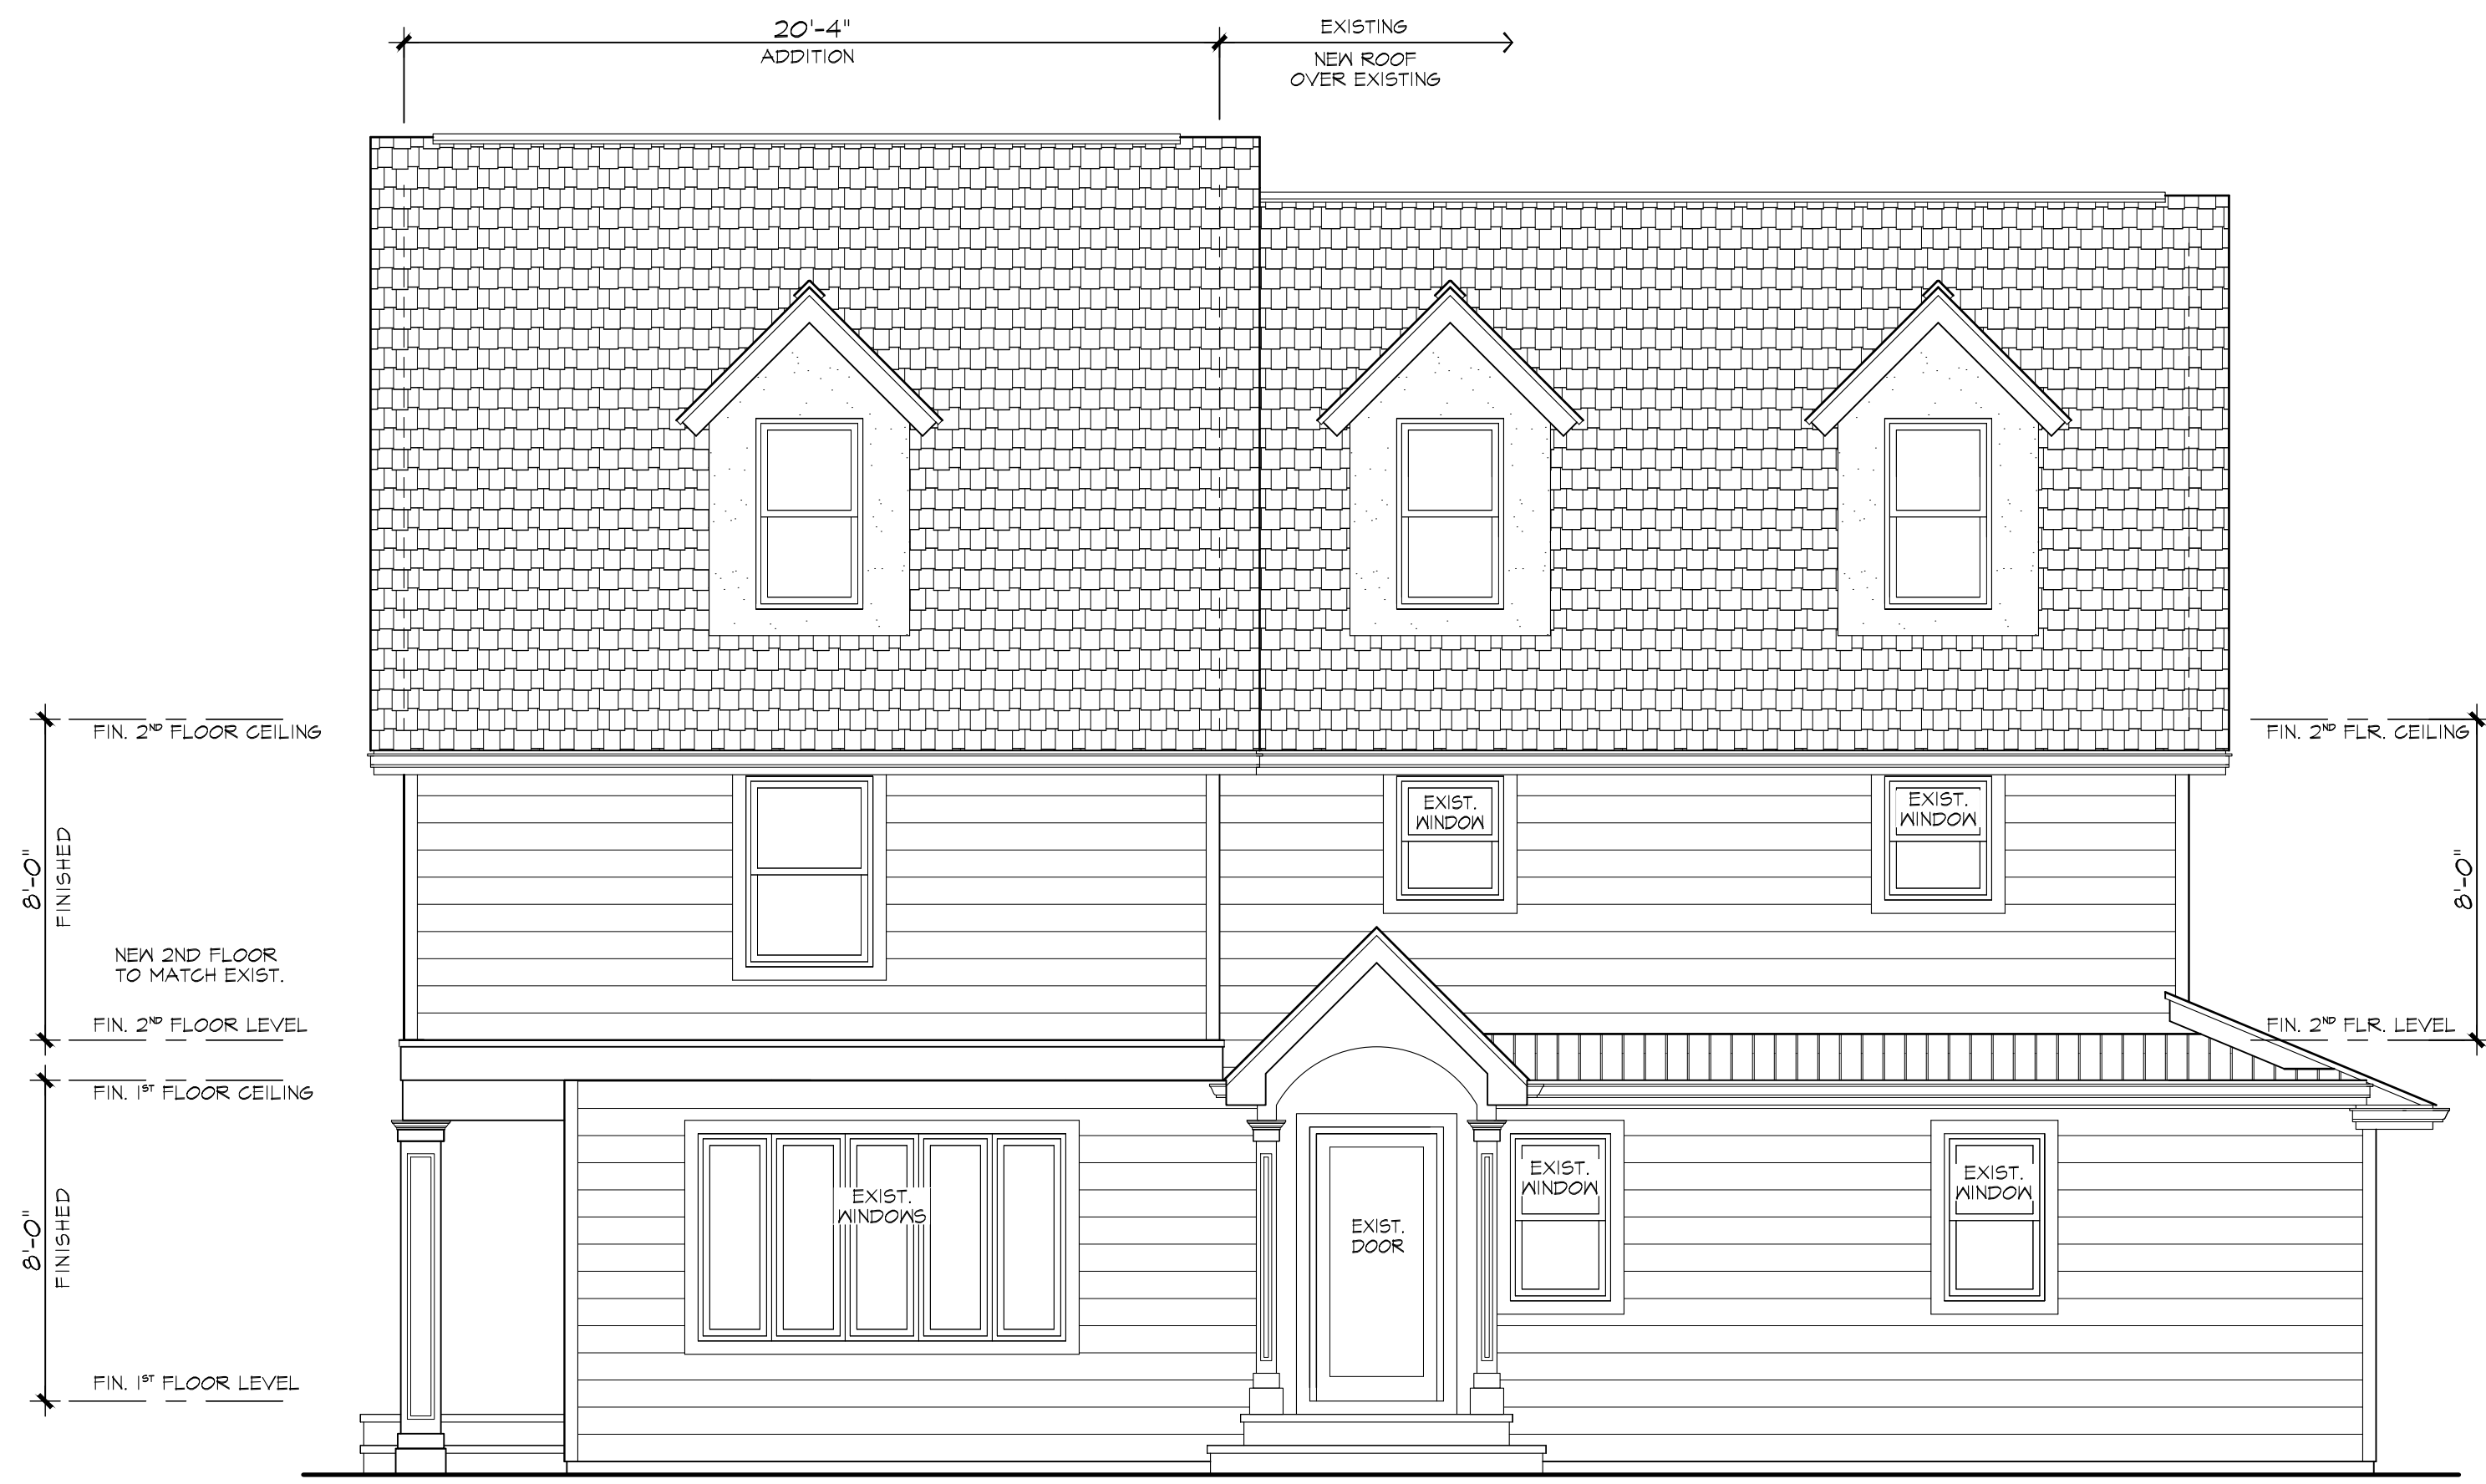 20'-4"
ADDITION
EXISTING
NEW ROOF
OVER EXISTING
FIN. 2ND FLOOR CEILING
FIN. 2ND FLR. CEILING
EXIST.
WINDOW
EXIST.
WINDOW
8'-0"
FINISHED
8'-0"
NEW 2ND FLOOR
TO MATCH EXIST.
FIN. 2ND FLOOR LEVEL
FIN. 2ND FLR. LEVEL
FIN. 1ST FLOOR CEILING
8'-0"
FINISHED
EXIST.
WINDOWS
EXIST.
DOOR
EXIST.
WINDOW
EXIST.
WINDOW
FIN. 1ST FLOOR LEVEL